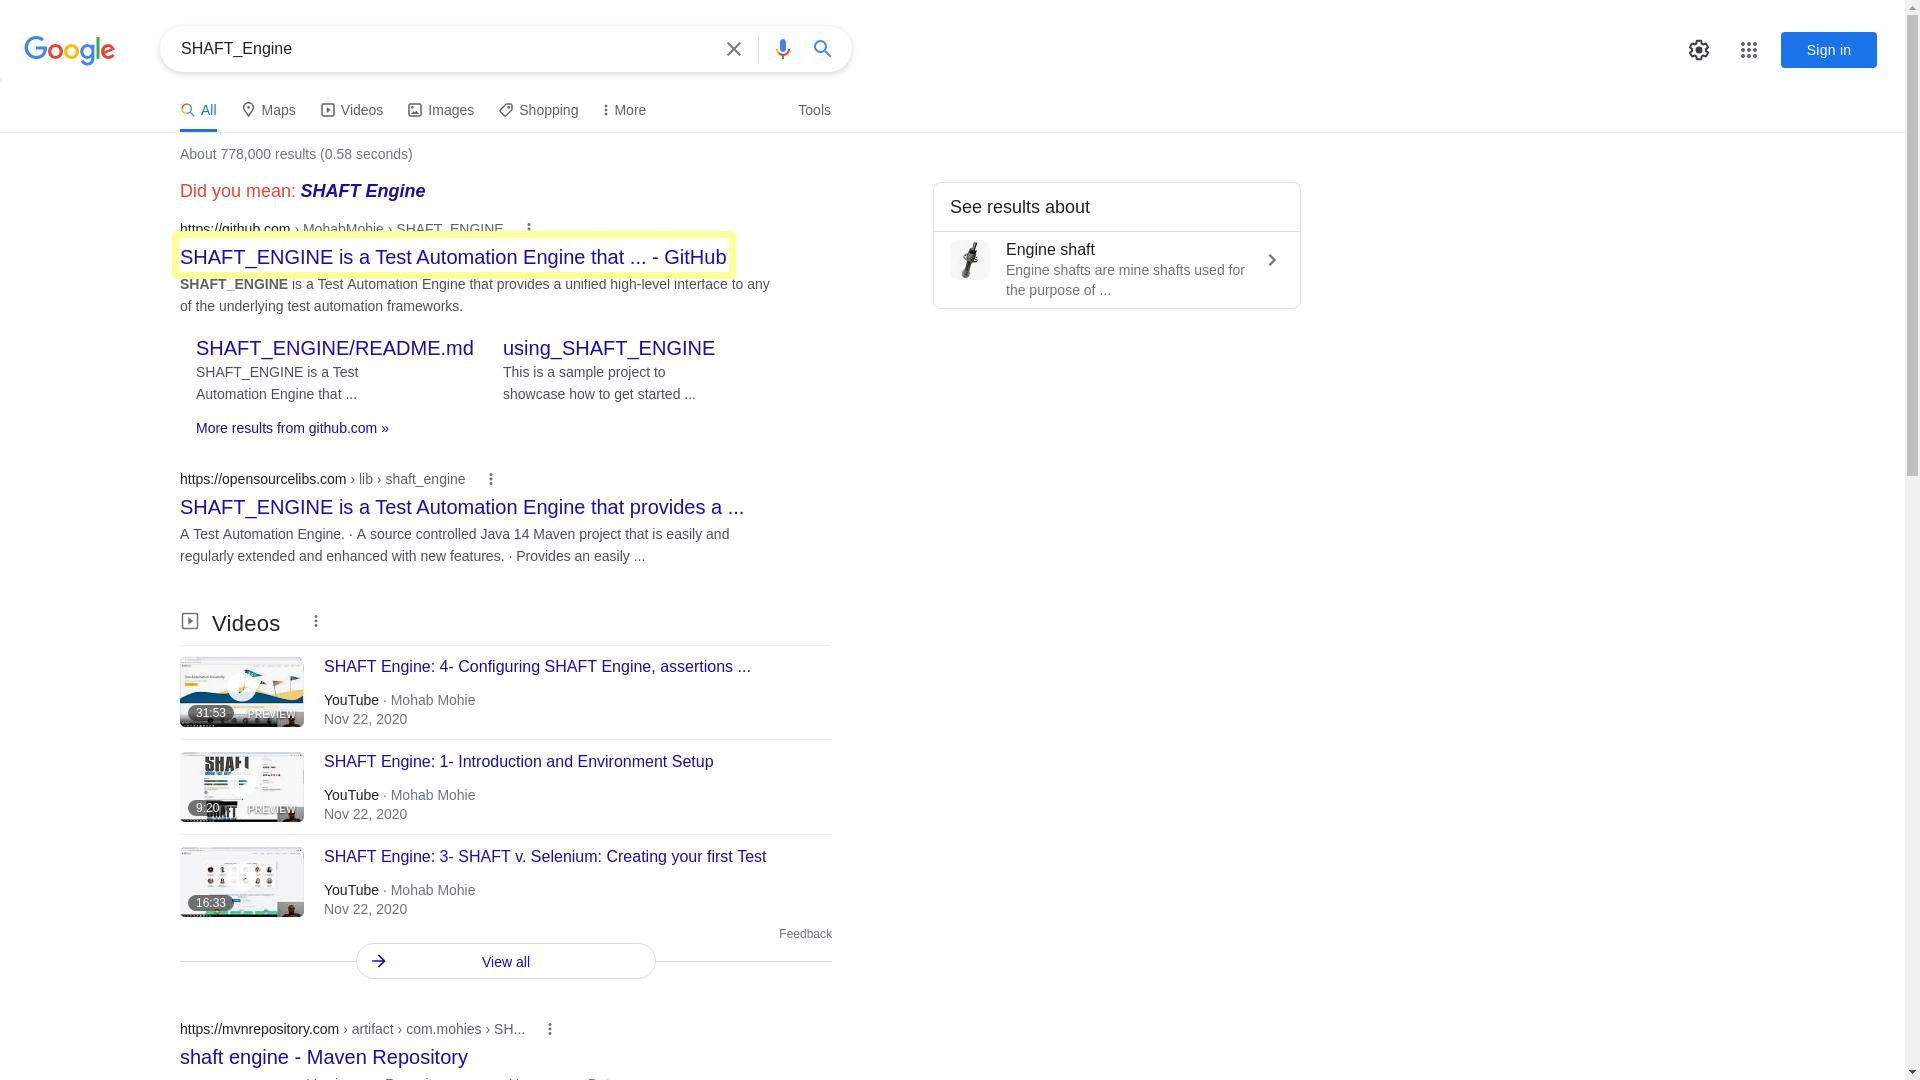 Google
SHAFT_Engine
Sign in
All
Maps
Videos
Images
Shopping
More
Tools
About 778,000 results (0.58 seconds)
Did you mean: SHAFT Engine
https://github.com › MohabMohie › SHAFT_ENGINE
SHAFT_ENGINE is a Test Automation Engine that ... - GitHub
SHAFT_ENGINE is a Test Automation Engine that provides a unified high-level interface to any
of the underlying test automation frameworks.
SHAFT_ENGINE/README.md
SHAFT_ENGINE is a Test
Automation Engine that ...
using_SHAFT_ENGINE
This is a sample project to
showcase how to get started ...
More results from github.com »
https://opensourcelibs.com › lib › shaft_engine
SHAFT_ENGINE is a Test Automation Engine that provides a ...
A Test Automation Engine. · A source controlled Java 14 Maven project that is easily and
regularly extended and enhanced with new features. · Provides an easily ...
Videos
SHAFT Engine: 4- Configuring SHAFT Engine, assertions ...
31:53
PREVIEW
YouTube · Mohab Mohie
Nov 22, 2020
SHAFT Engine: 1- Introduction and Environment Setup
SHAFT
9:20
PREVIEW
YouTube · Mohab Mohie
Nov 22, 2020
SHAFT Engine: 3- SHAFT v. Selenium: Creating your first Test
16:33
YouTube · Mohab Mohie
Nov 22, 2020
Feedback
View all
https://mvnrepository.com › artifact › com.mohies › SH...
shaft engine - Maven Repository
See results about
Engine shaft
Engine shafts are mine shafts used for
the purpose of ...